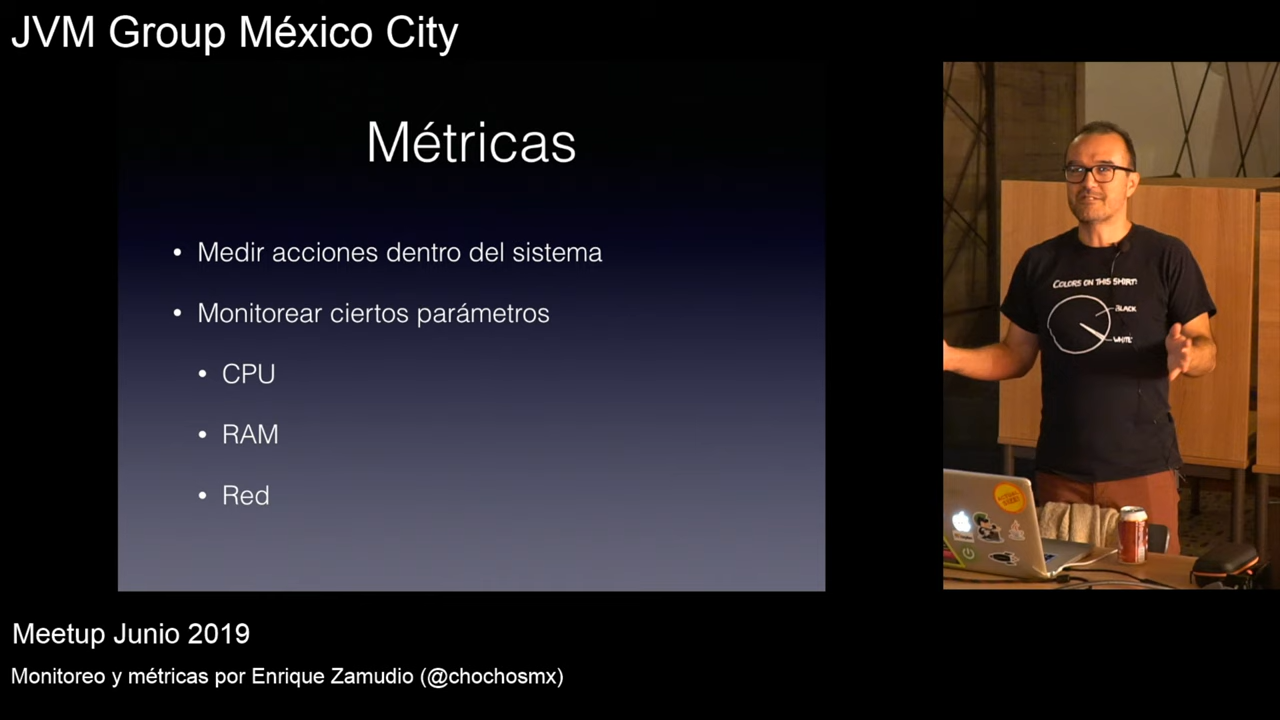 JVM Group México City
Métricas
• Medir acciones dentro del sistema
• Monitorear ciertos parámetros
• CPU
• RAM
• Red
COLORS ON THIS SHIRT:
BLACK
WHITE
Meetup Junio 2019
Monitoreo y métricas por Enrique Zamudio (@chochosmx)